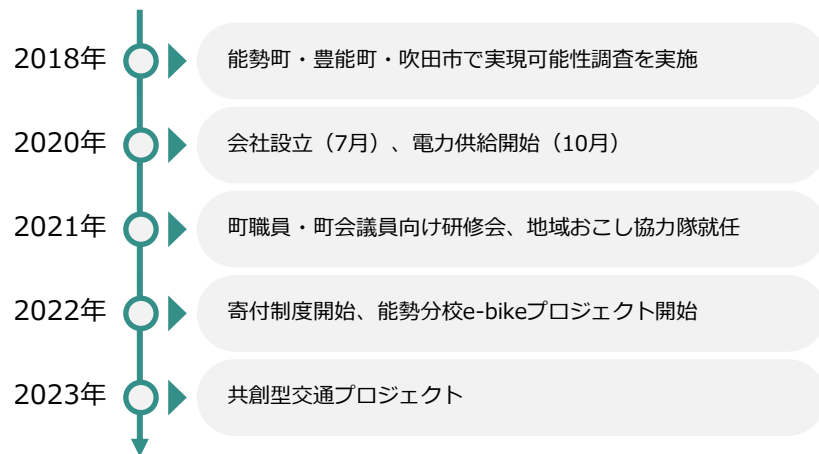 2018年 能勢町・豊能町・吹田市で実現可能性調査を実施
2020年 会社設立（7月）、電力供給開始（10月）
2021年 町職員・町会議員向け研修会、地域おこし協力隊就任
2022年 寄付制度開始、能勢分校e-bikeプロジェクト開始
2023年 共創型交通プロジェクト